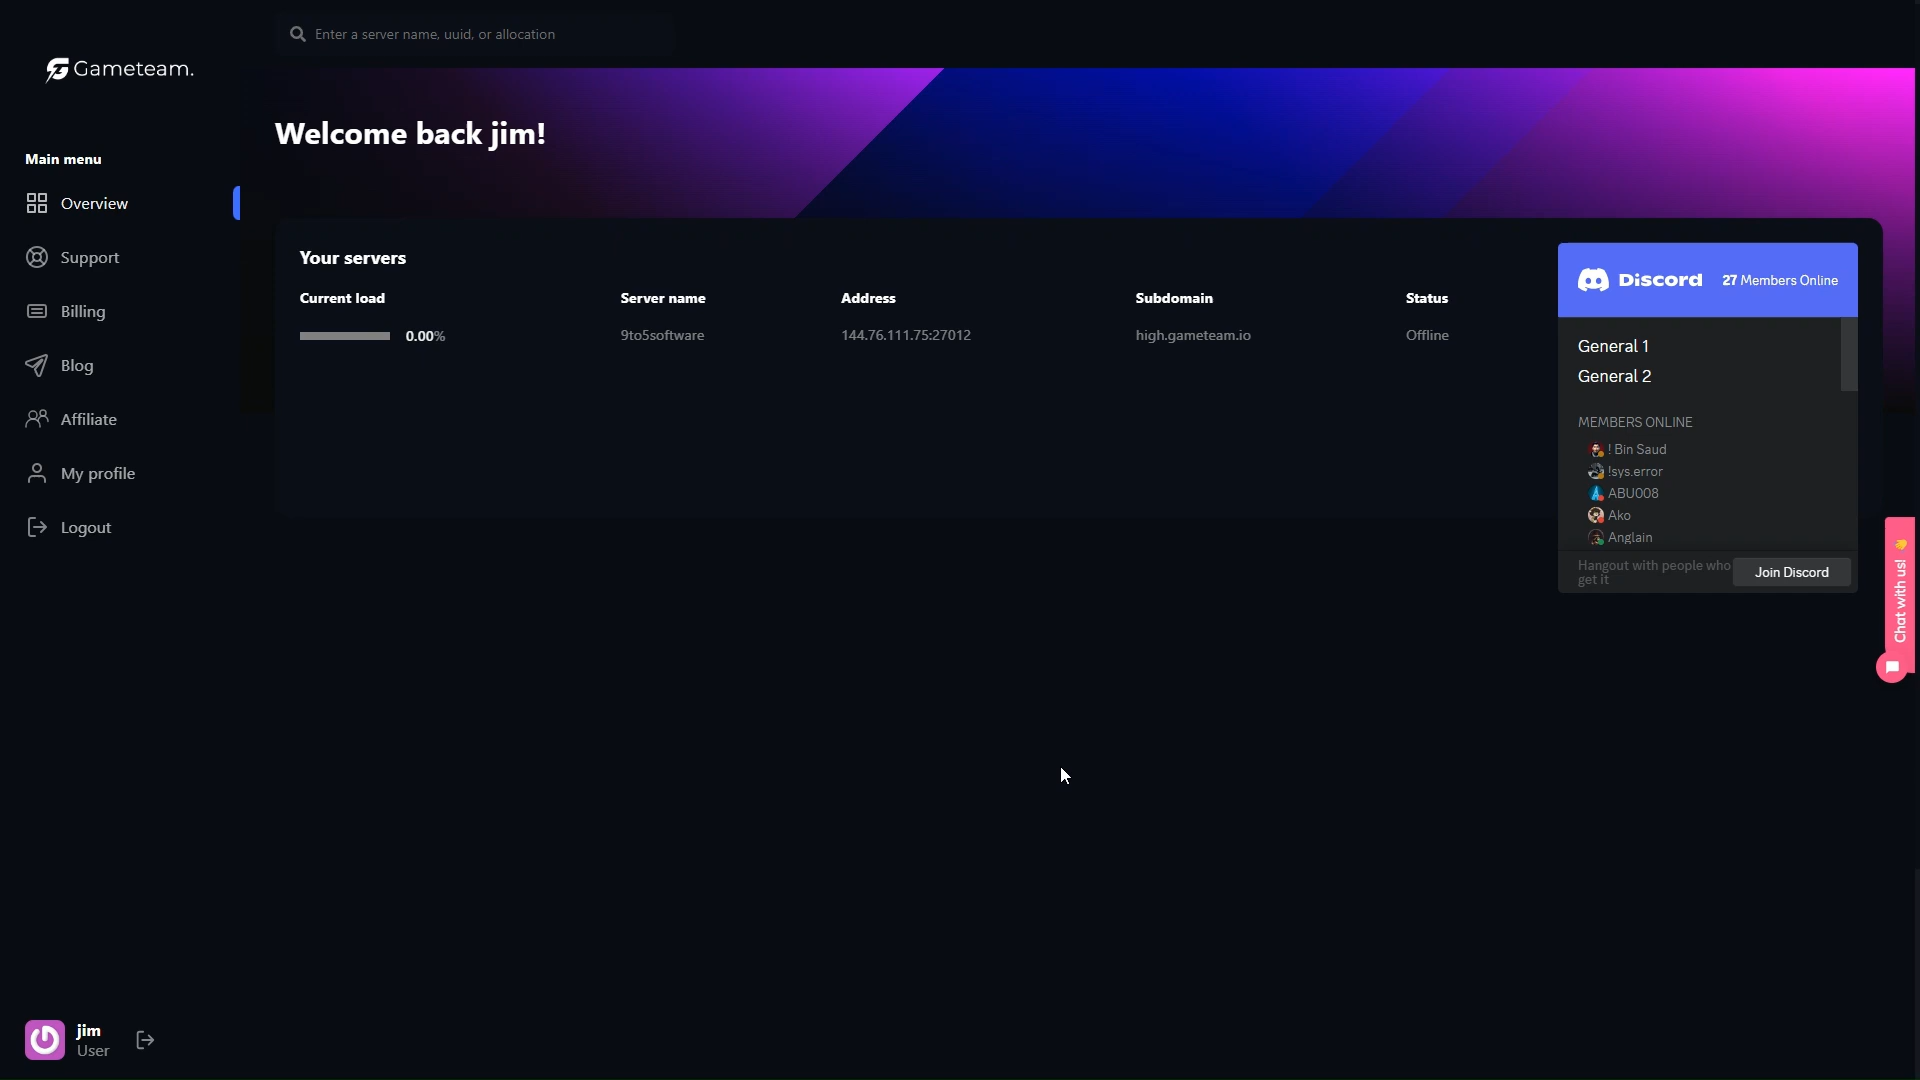 Enter a server name, uuid, or allocation
Gameteam.
Welcome back jim!
Main menu
Overview
Support
Billing
Blog
Affiliate
My profile
Logout
Your servers
Current load Server name Address Subdomain Status
0.00% 9to5software 144.76.111.75:27012 high.gameteam.io Offline
Discord 27 Members Online
General 1
General 2
MEMBERS ONLINE
! Bin Saud
!sys.error
ABU008
Ako
Anglain
Hangout with people who
get it
Join Discord
Chat with us!
jim
User